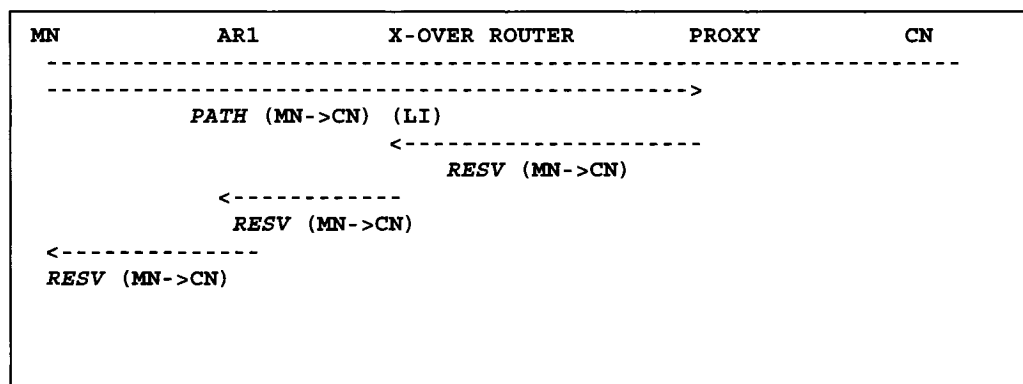 MN AR1 X-OVER ROUTER PROXY CN
PATH (MN->CN) (LI)
RESV (MN->CN)
RESV (MN->CN)
RESV (MN->CN)